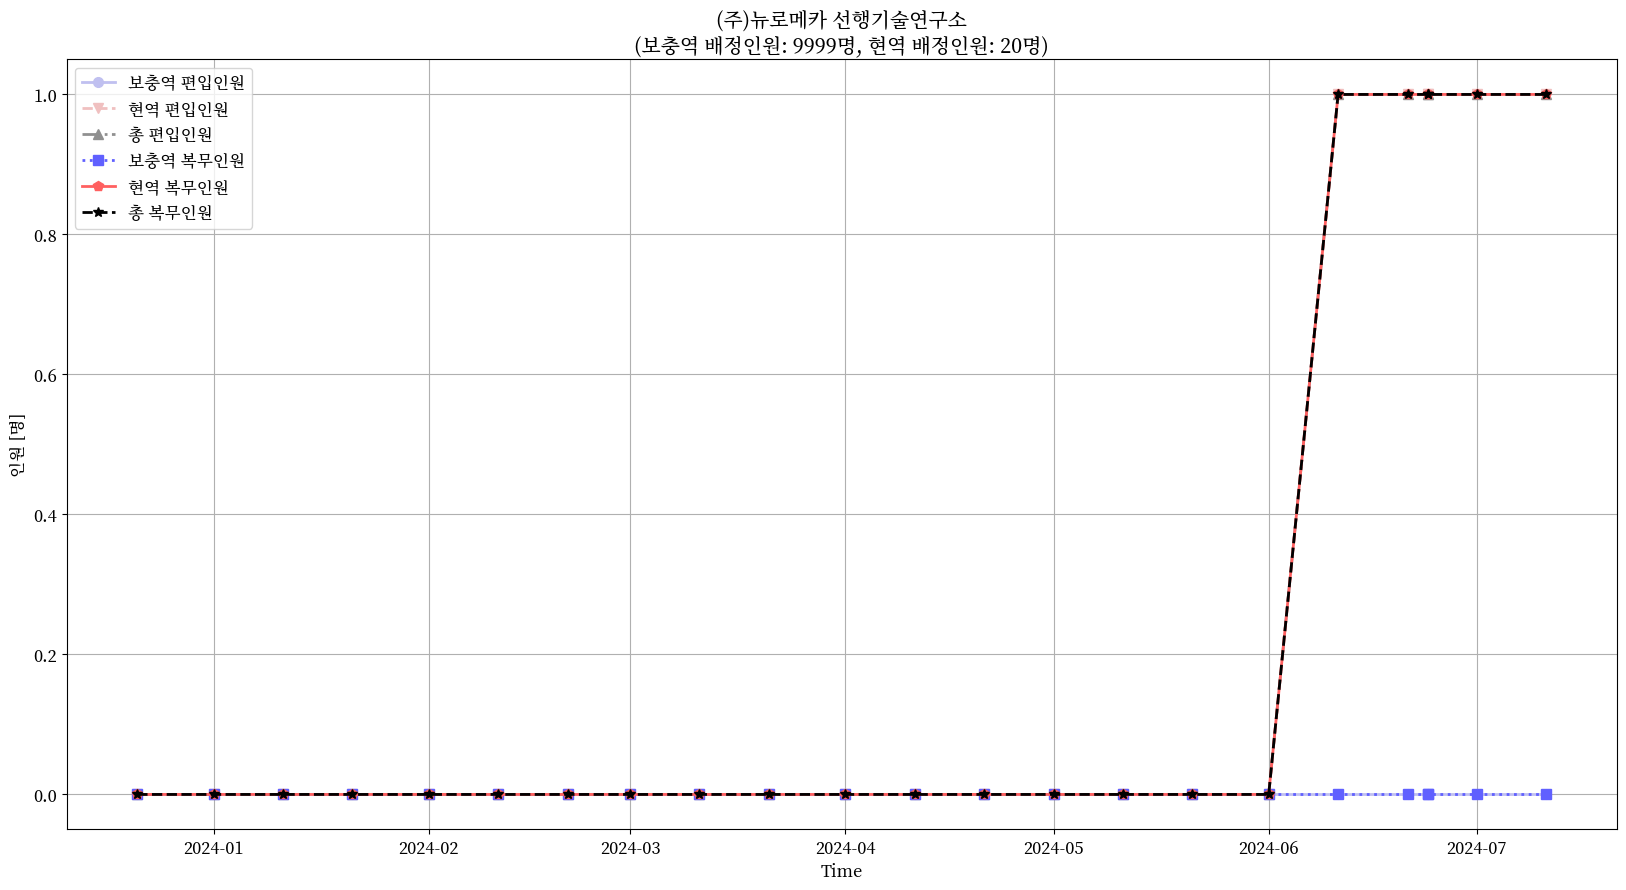 (주)뉴로메카 선행기술연구소
(보충역 배정인원: 9999명, 현역 배정인원: 20명)
보충역 편입인원
현역 편입인원
총 편입인원
보충역 복무인원
현역 복무인원
총 복무인원
인원 [명]
1.0
0.8
0.6
0.4
0.2
0.0
2024-01
2024-02
2024-03
2024-04
2024-05
2024-06
2024-07
Time